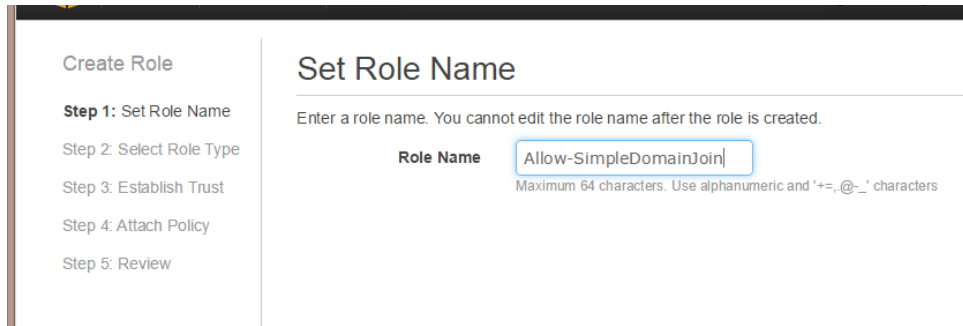 Create Role
Step 1: Set Role Name
Step 2: Select Role Type
Step 3: Establish Trust
Step 4: Attach Policy
Step 5: Review
Set Role Name
Enter a role name. You cannot edit the role name after the role is created.
Role Name Allow-SimpleDomainJoin
Maximum 64 characters. Use alphanumeric and '+=,.@-_' characters